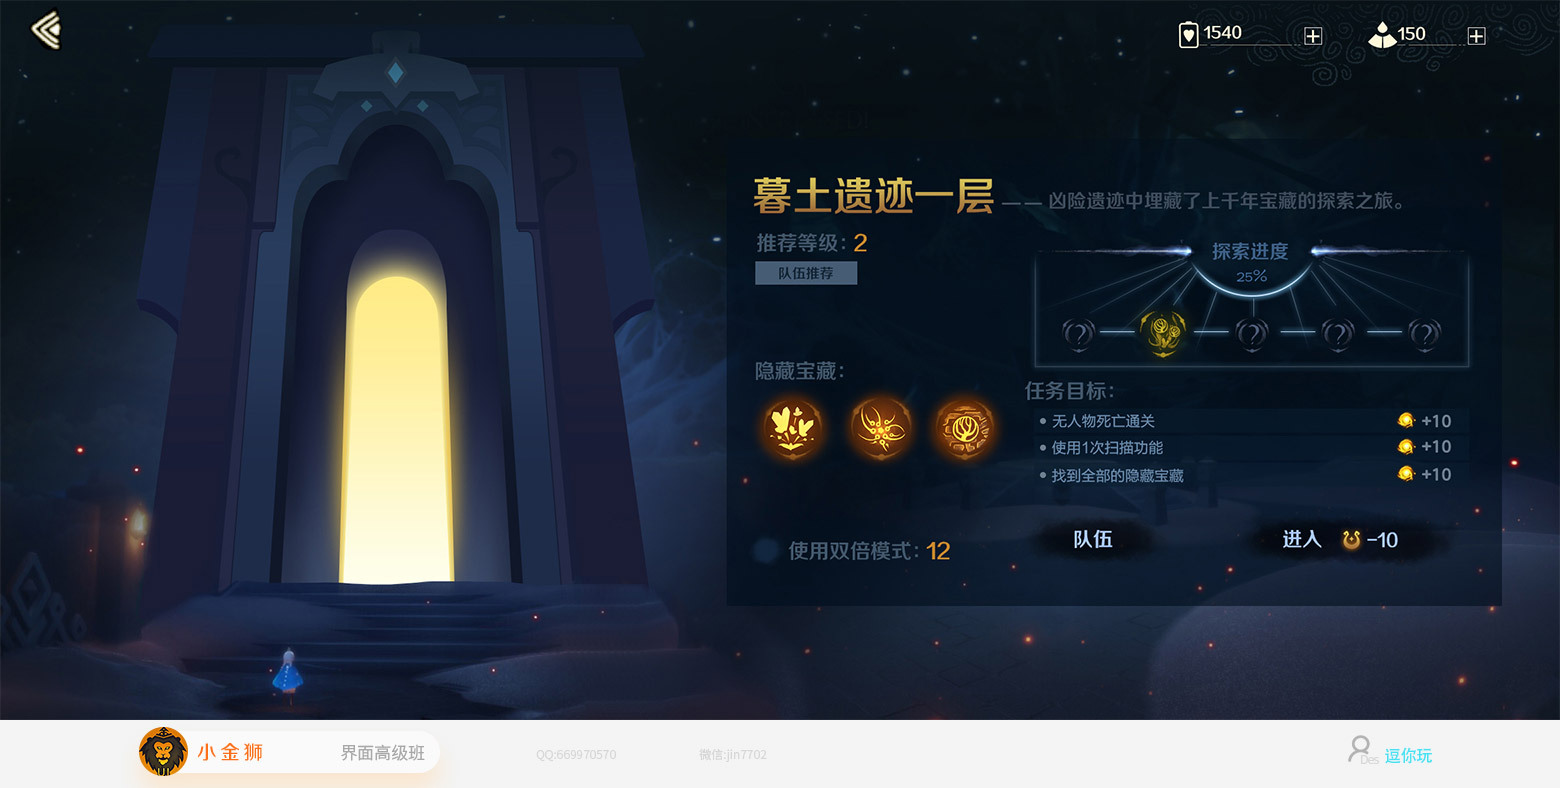 1540
150
暮土遗迹一层 —— 凶险遗迹中埋藏了上千年宝藏的探索之旅。
推荐等级：2
队伍推荐
探索进度
25%
? ? ? ?
隐藏宝藏：
任务目标：
• 无人物死亡通关 +10
• 使用1次扫描功能 +10
• 找到全部的隐藏宝藏 +10
使用双倍模式：12
队伍
进入 -10
小金狮 界面高级班
QQ:669970570
微信:jin7702
Des 逗你玩